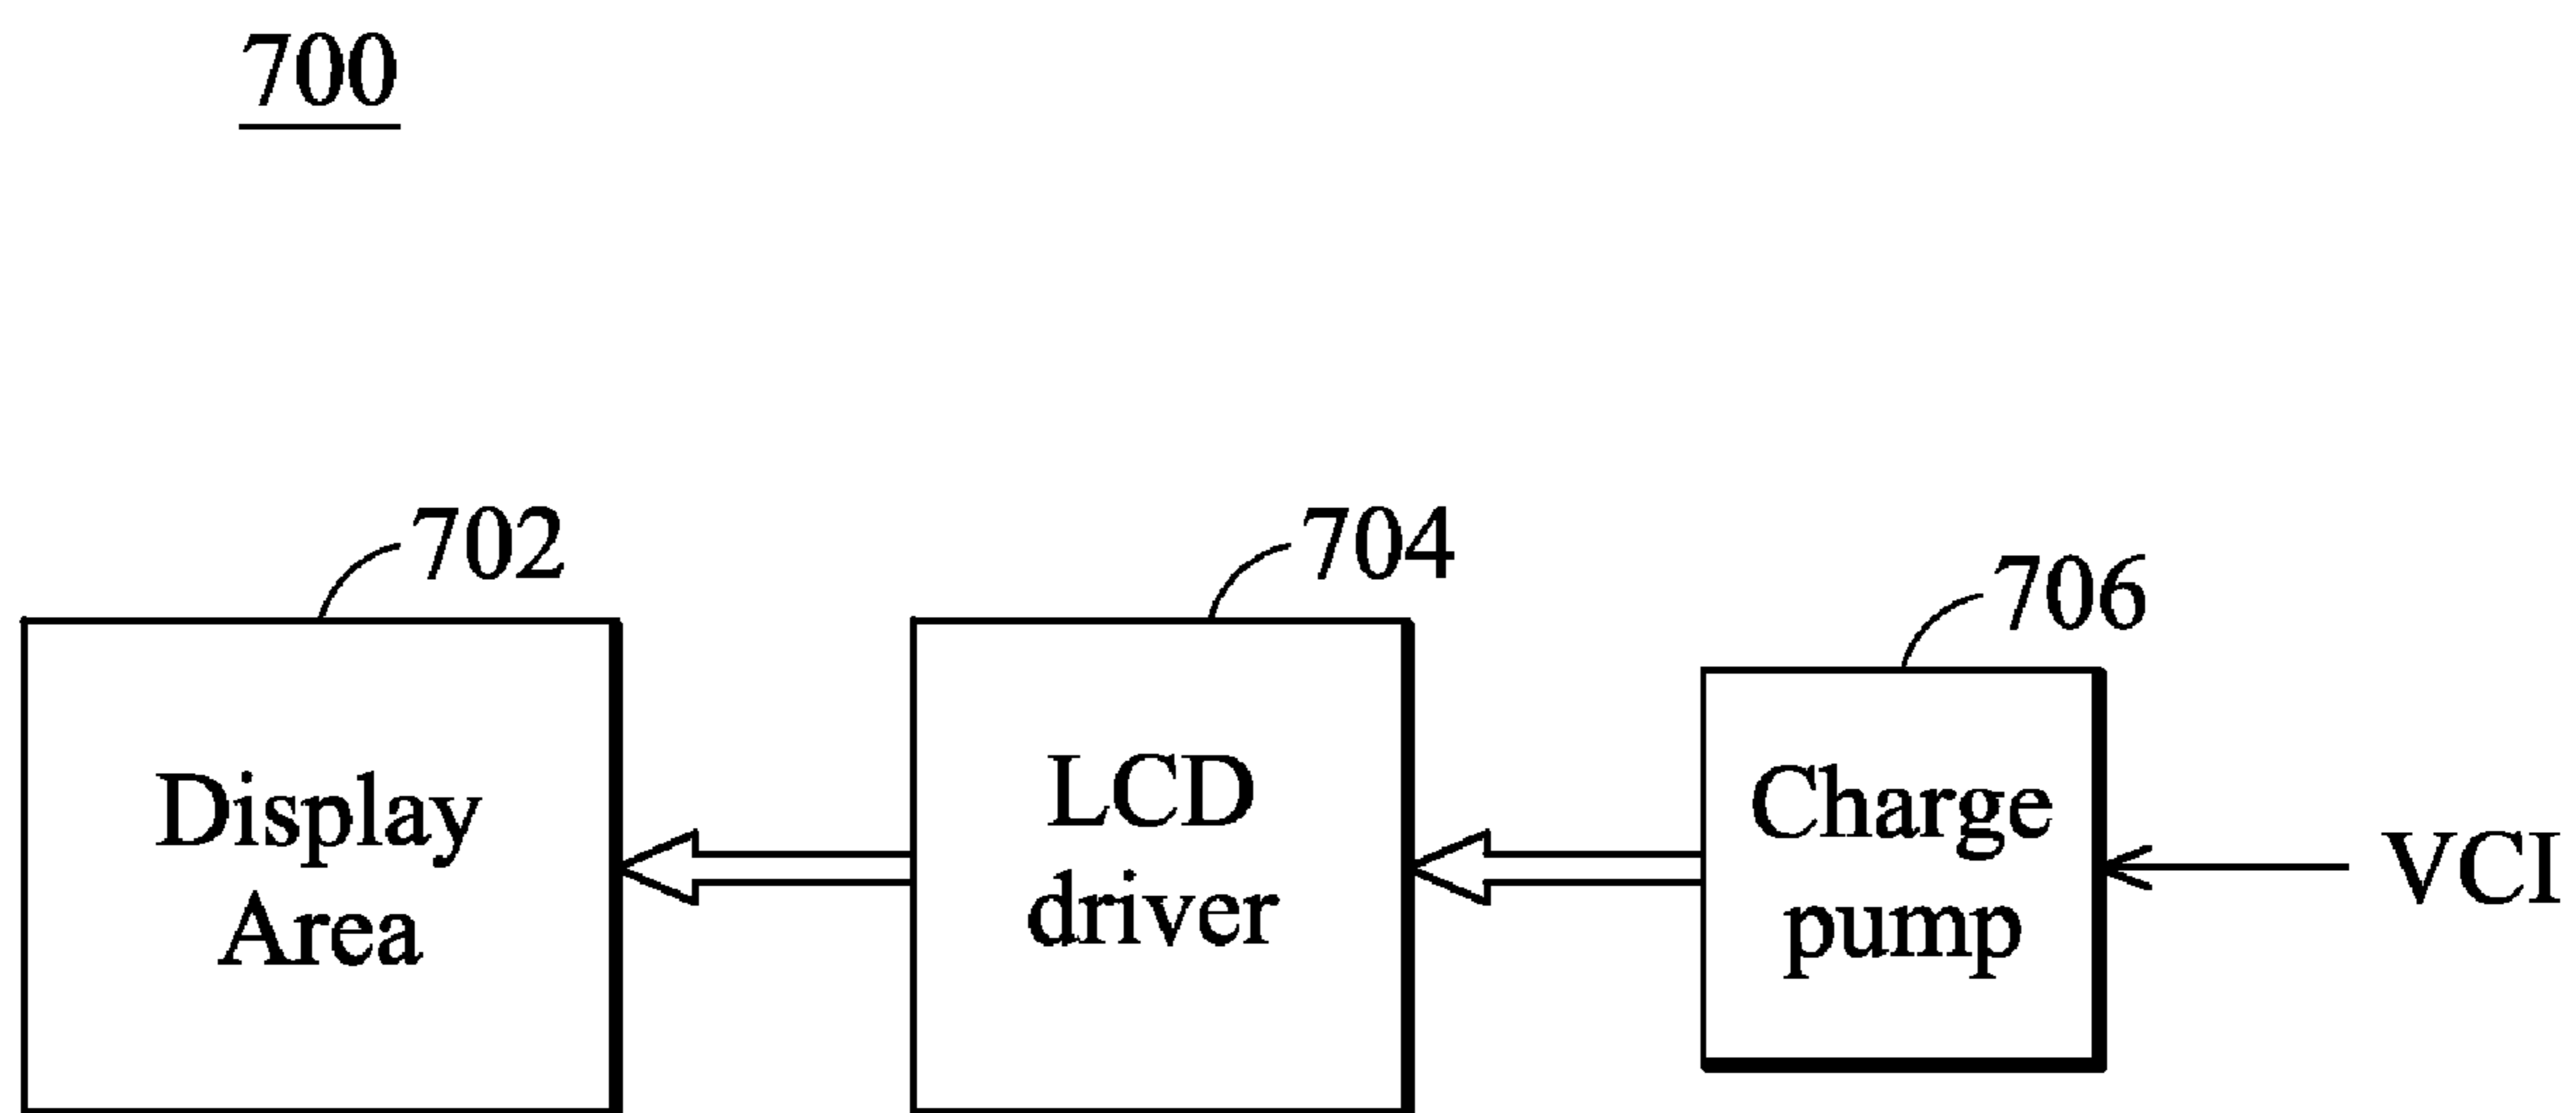 700
702
704
706
Display
Area
LCD
driver
Charge
pump
VCI